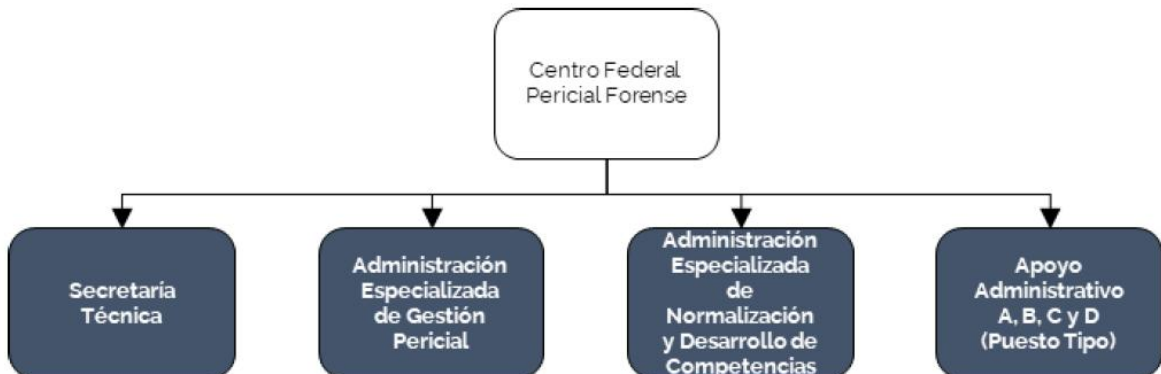 Centro Federal
Pericial Forense
Secretaría
Técnica
Administración
Especializada
de Gestión
Pericial
Administración
Especializada
de
Normalización
y Desarrollo de
Competencias
Apoyo
Administrativo
A, B, C y D
(Puesto Tipo)